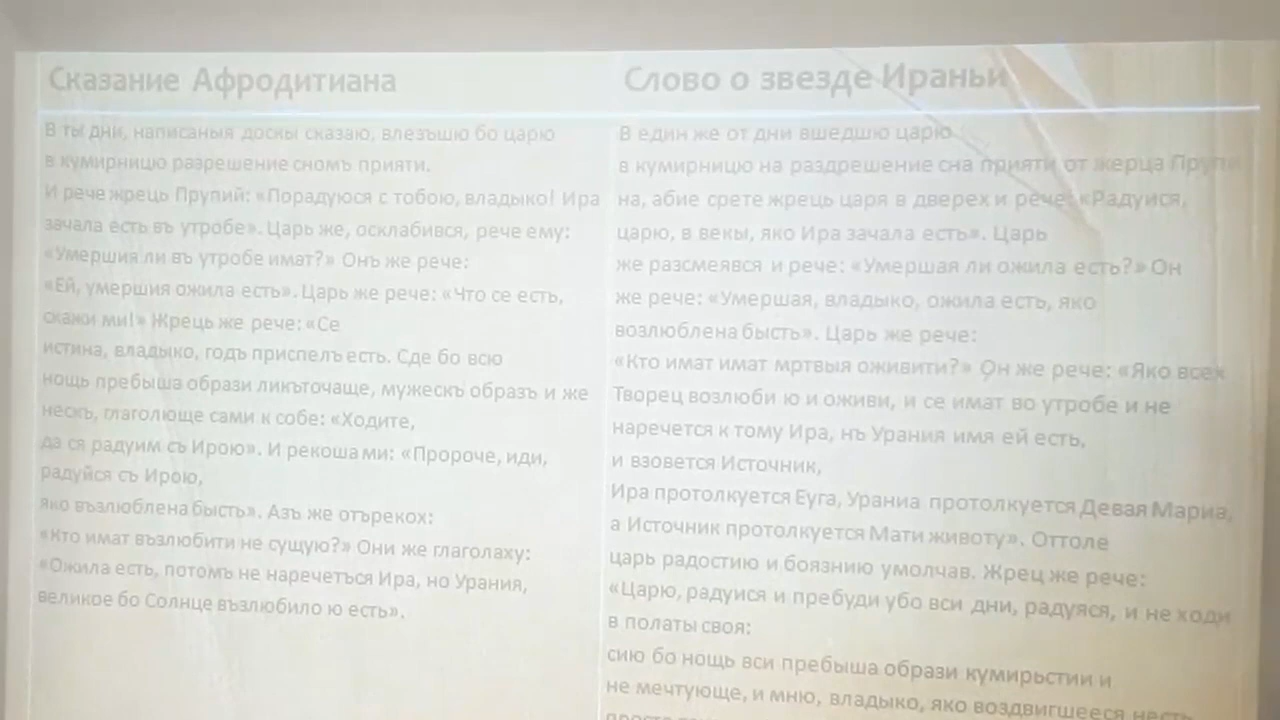 Сказание Афродитиана
В ты дни, написаныя доскы сказаю, влезъшю бо царю
в кумирницю разрешение сномъ прияти.
И рече жрець Прупий: «Порадуюся с тобою, владыко! Ира
зачала есть въ утробе». Царь же, осклабився, рече ему:
«Умершия ли въ утробе имат?» Онъ же рече:
«Ей, умершия ожила есть». Царь же рече: «Что се есть,
скажи ми!» Жрець же рече: «Се
истина, владыко, годъ приспелъ есть. Сде бо всю
нощь пребыша образи ликъточаще, мужескъ образъ и же
нескъ, глаголюще сами к собе: «Ходите,
да ся радуим съ Ирою». И рекоша ми: «Пророче, иди,
радуйся съ Ирою,
яко възлюблена бысть». Азъ же отърекох:
«Кто имат възлюбити не сущую?» Они же глаголаху:
«Ожила есть, потомъ не наречеться Ира, но Урания,
великое бо Солнце възлюбило ю есть».
Слово о звезде Ираньи
В един же от дни вшедшю царю
в кумирницю на раздрешение сна прияти от жерца Прупи
на, абие срете жрець царя в дверех и рече: «Радуися,
царю, в векы, яко Ира зачала есть». Царь
же разсмеявся и рече: «Умершая ли ожила есть?» Он
же рече: «Умершая, владыко, ожила есть, яко
возлюблена бысть». Царь же рече:
«Кто имат имат мртвыя оживити?» Он же рече: «Яко всех
Творец возлюби ю и оживи, и се имат во утробе и не
наречется к тому Ира, нъ Урания имя ей есть,
и взовется Источник,
Ира протолкуется Еуга, Ураниа протолкуется Девая Мариа,
а Источник протолкуется Мати животу». Оттоле
царь радостию и боязнию умолчав. Жрец же рече:
«Царю, радуися и пребуди убо вси дни, радуяся, и не ходи
в полаты своя:
сию бо нощь вси пребыша образи кумирьстии и
не мечтующе, и мню, владыко, яко воздвигшееся несть